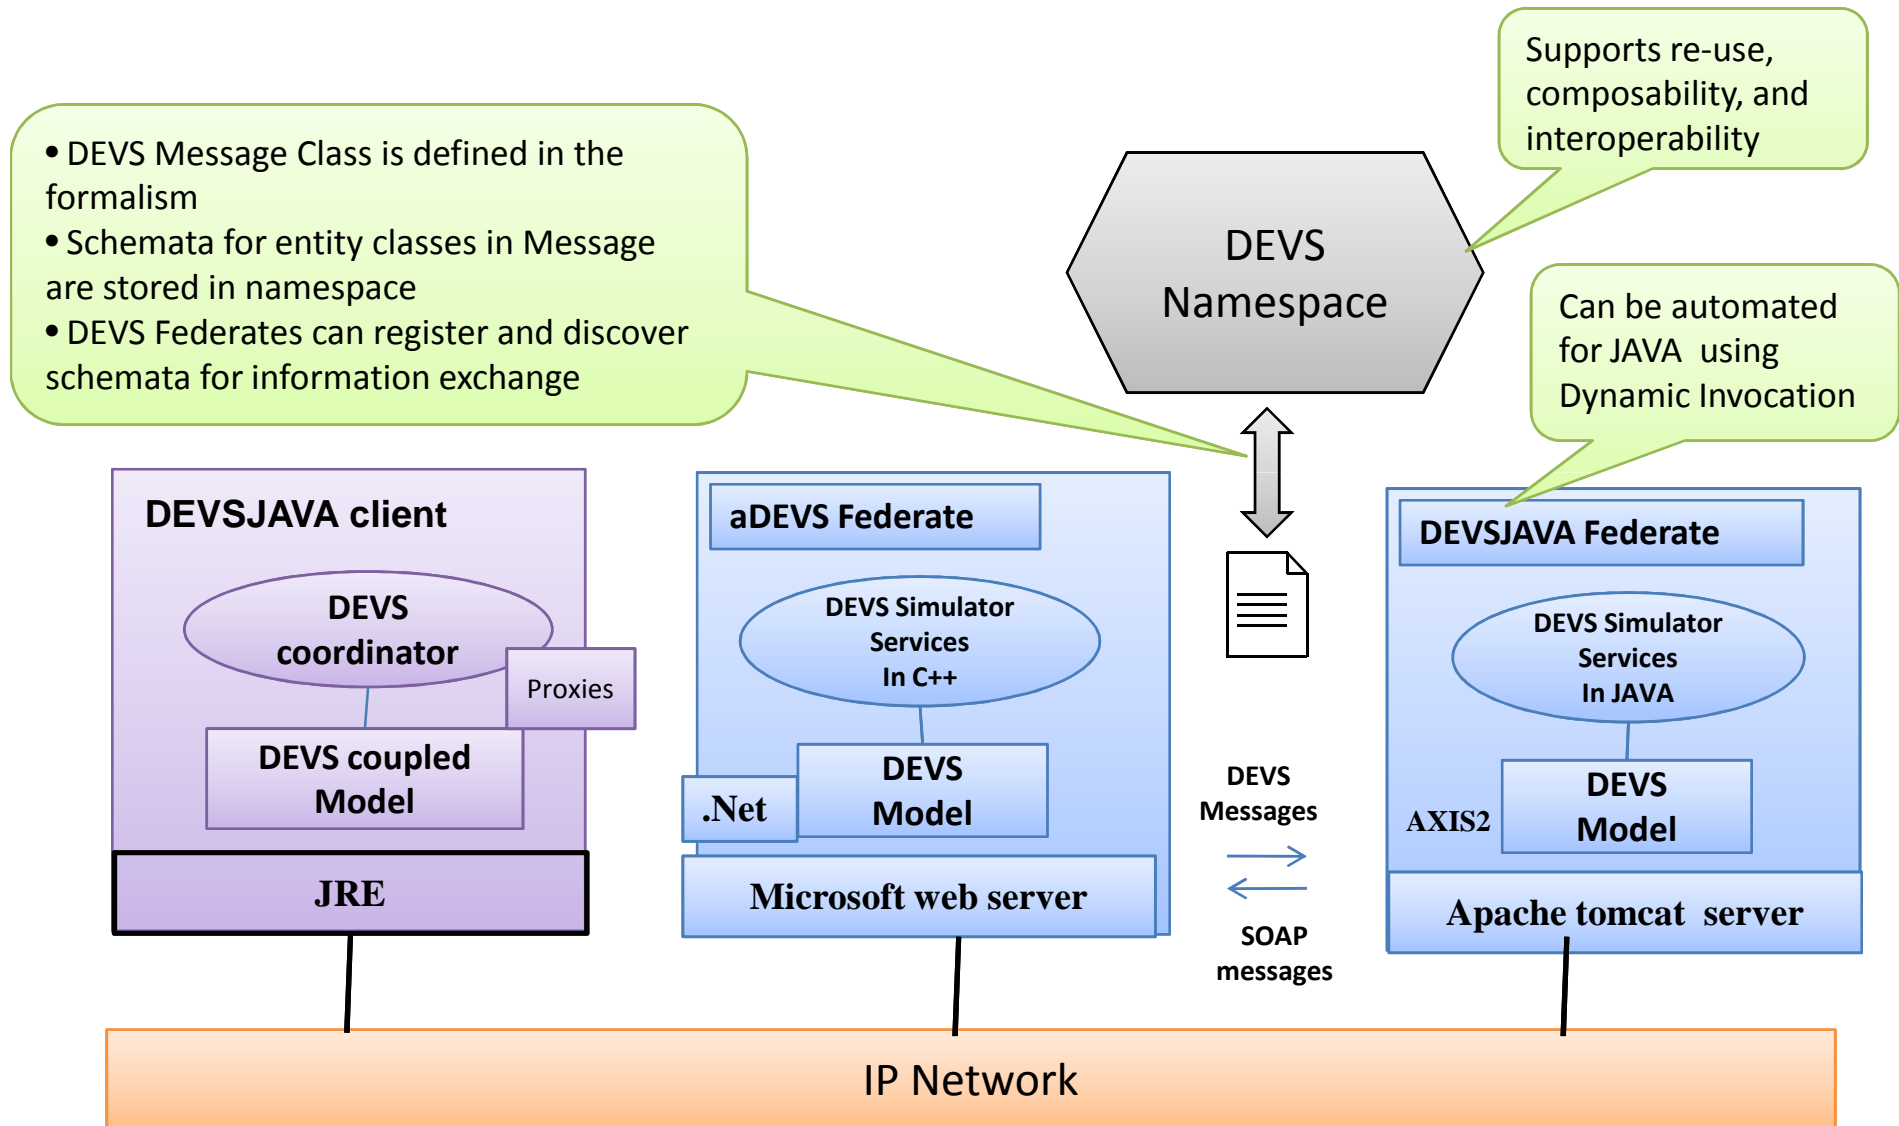 Supports re-use,
composability, and
interoperability
• DEVS Message Class is defined in the
formalism
• Schemata for entity classes in Message
are stored in namespace
• DEVS Federates can register and discover
schemata for information exchange
DEVS
Namespace
Can be automated
for JAVA using
Dynamic Invocation
DEVSJAVA client
DEVS
coordinator
Proxies
DEVS coupled
Model
JRE
aDEVS Federate
DEVS Simulator
Services
In C++
.Net
DEVS
Model
Microsoft web server
DEVS
Messages
SOAP
messages
DEVSJAVA Federate
DEVS Simulator
Services
In JAVA
AXIS2
DEVS
Model
Apache tomcat server
IP Network